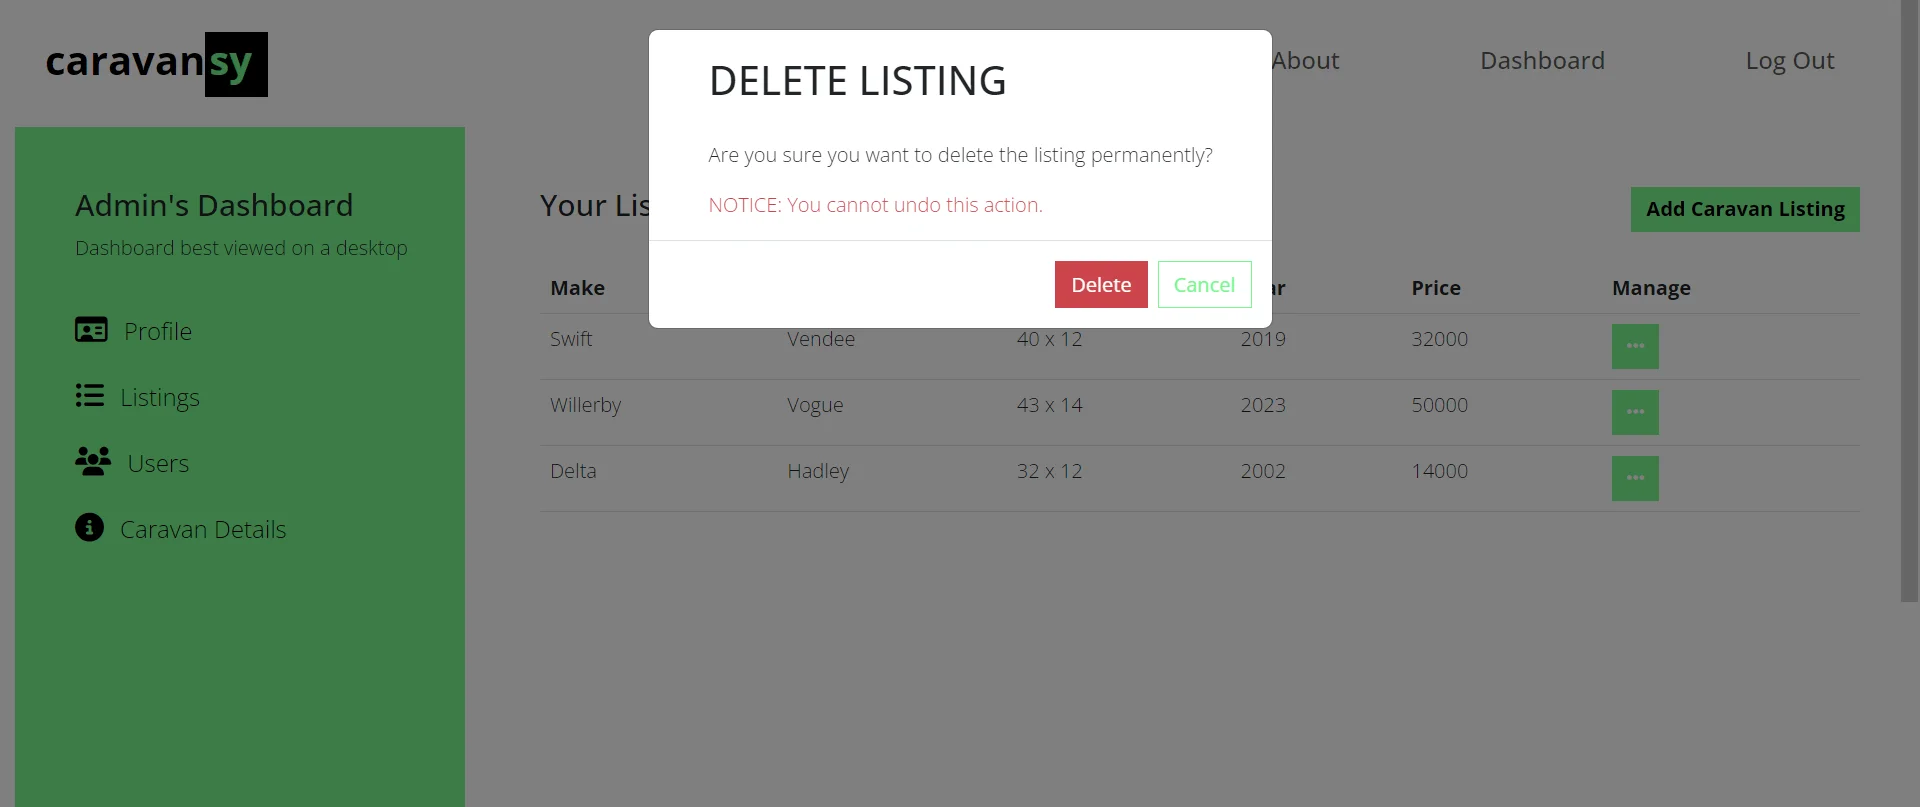 caravansy
About Dashboard Log Out
DELETE LISTING
Are you sure you want to delete the listing permanently?
NOTICE: You cannot undo this action.
Delete Cancel
Admin's Dashboard
Dashboard best viewed on a desktop
Profile
Listings
Users
Caravan Details
Your Lis
Add Caravan Listing
Make ar Price Manage
Swift Vendee 40 x 12 2019 32000
Willerby Vogue 43 x 14 2023 50000
Delta Hadley 32 x 12 2002 14000